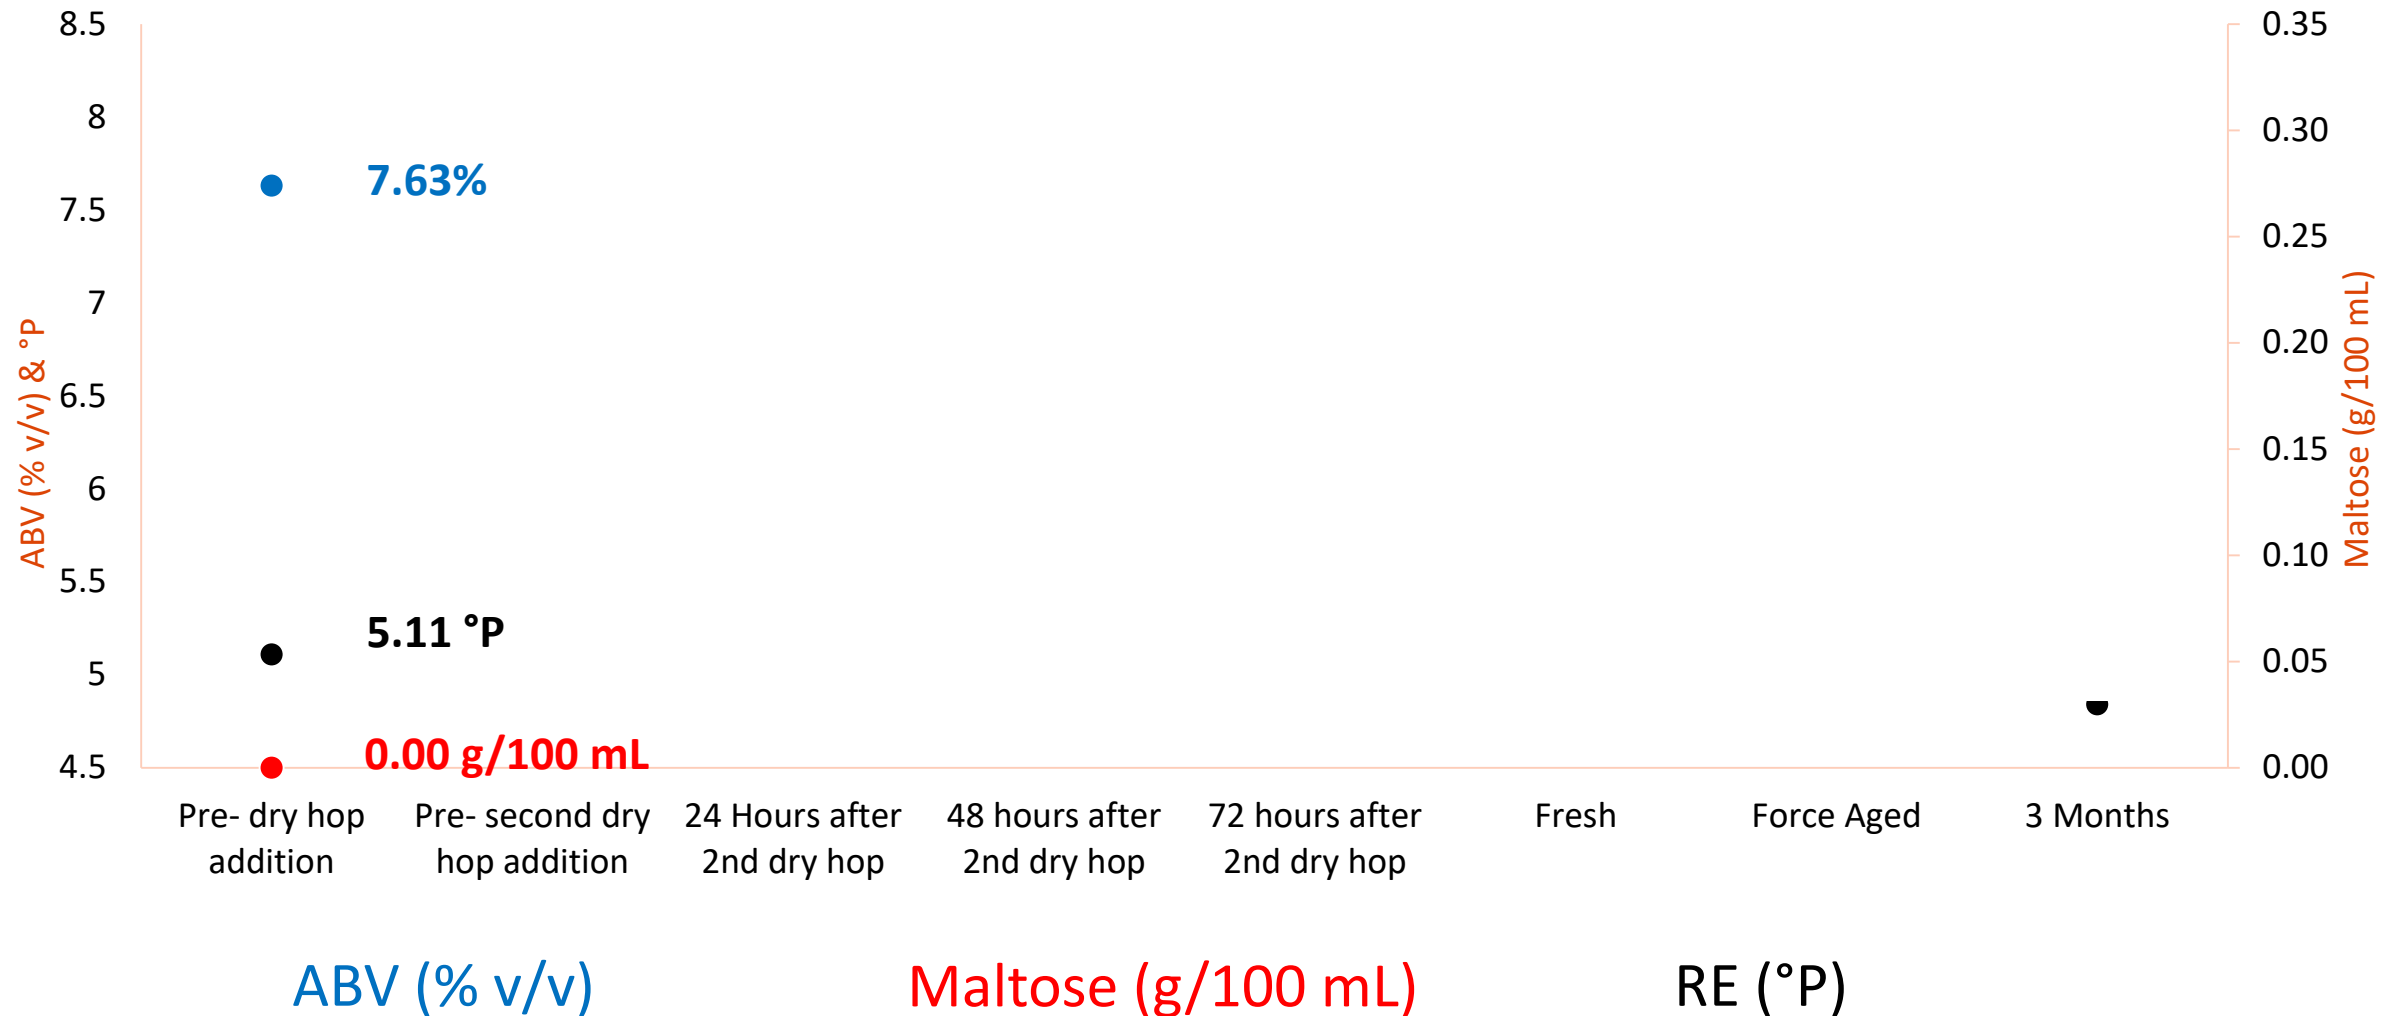 8.5
8
7.5
7
6.5
6
5.5
5
4.5
ABV (% v/v) & °P
7.63%
5.11 °P
0.00 g/100 mL
0.35
0.30
0.25
0.20
0.15
0.10
0.05
0.00
Maltose (g/100 mL)
Pre- dry hop
addition
Pre- second dry
hop addition
24 Hours after
2nd dry hop
48 hours after
2nd dry hop
72 hours after
2nd dry hop
Fresh
Force Aged
3 Months
ABV (% v/v)
Maltose (g/100 mL)
RE (°P)